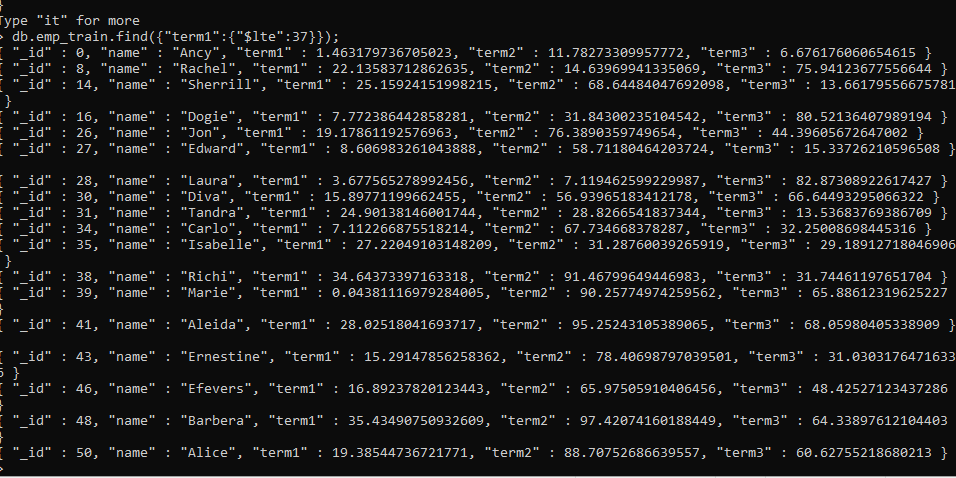 }
Type "it" for more
> db.emp_train.find({"term1":{"$lte":37}});
{ "_id" : 0, "name" : "Ancy", "term1" : 1.463179736705023, "term2" : 11.78273309957772, "term3" : 6.676176060654615 }
{ "_id" : 8, "name" : "Rachel", "term1" : 22.13583712862635, "term2" : 14.63969941335069, "term3" : 75.94123677556644 }
{ "_id" : 14, "name" : "Sherrill", "term1" : 25.15924151998215, "term2" : 68.64484047692098, "term3" : 13.66179556675781
 }
{ "_id" : 16, "name" : "Dogie", "term1" : 7.772386442858281, "term2" : 31.84300235104542, "term3" : 80.52136407989194 }
{ "_id" : 26, "name" : "Jon", "term1" : 19.17861192576963, "term2" : 76.3890359749654, "term3" : 44.39605672647002 }
{ "_id" : 27, "name" : "Edward", "term1" : 8.606983261043888, "term2" : 58.71180464203724, "term3" : 15.33726210596508 }
{ "_id" : 28, "name" : "Laura", "term1" : 3.677565278992456, "term2" : 7.119462599229987, "term3" : 82.87308922617427 }
{ "_id" : 30, "name" : "Diva", "term1" : 15.89771199662455, "term2" : 56.93965183412178, "term3" : 66.64493295066322 }
{ "_id" : 31, "name" : "Tandra", "term1" : 24.90138146001744, "term2" : 28.8266541837344, "term3" : 13.53683769386709 }
{ "_id" : 34, "name" : "Carlo", "term1" : 7.112266875518214, "term2" : 67.734668378287, "term3" : 32.25008698445316 }
{ "_id" : 35, "name" : "Isabelle", "term1" : 27.22049103148209, "term2" : 31.28760039265919, "term3" : 29.18912718046906
 }
{ "_id" : 38, "name" : "Richi", "term1" : 34.64373397163318, "term2" : 91.46799649446983, "term3" : 31.74461197651704 }
{ "_id" : 39, "name" : "Marie", "term1" : 0.04381116979284005, "term2" : 90.25774974259562, "term3" : 65.88612319625227
}
{ "_id" : 41, "name" : "Aleida", "term1" : 28.02518041693717, "term2" : 95.25243105389065, "term3" : 68.05980405338909 }
{ "_id" : 43, "name" : "Ernestine", "term1" : 15.29147856258362, "term2" : 78.40698797039501, "term3" : 31.0303176471633
6 }
{ "_id" : 46, "name" : "Efevers", "term1" : 16.89237820123443, "term2" : 65.97505910406456, "term3" : 48.42527123437286
}
{ "_id" : 48, "name" : "Barbera", "term1" : 35.43490750932609, "term2" : 97.42074160188449, "term3" : 64.33897612104403
}
{ "_id" : 50, "name" : "Alice", "term1" : 19.38544736721771, "term2" : 88.70752686639557, "term3" : 60.62755218680213 }
>